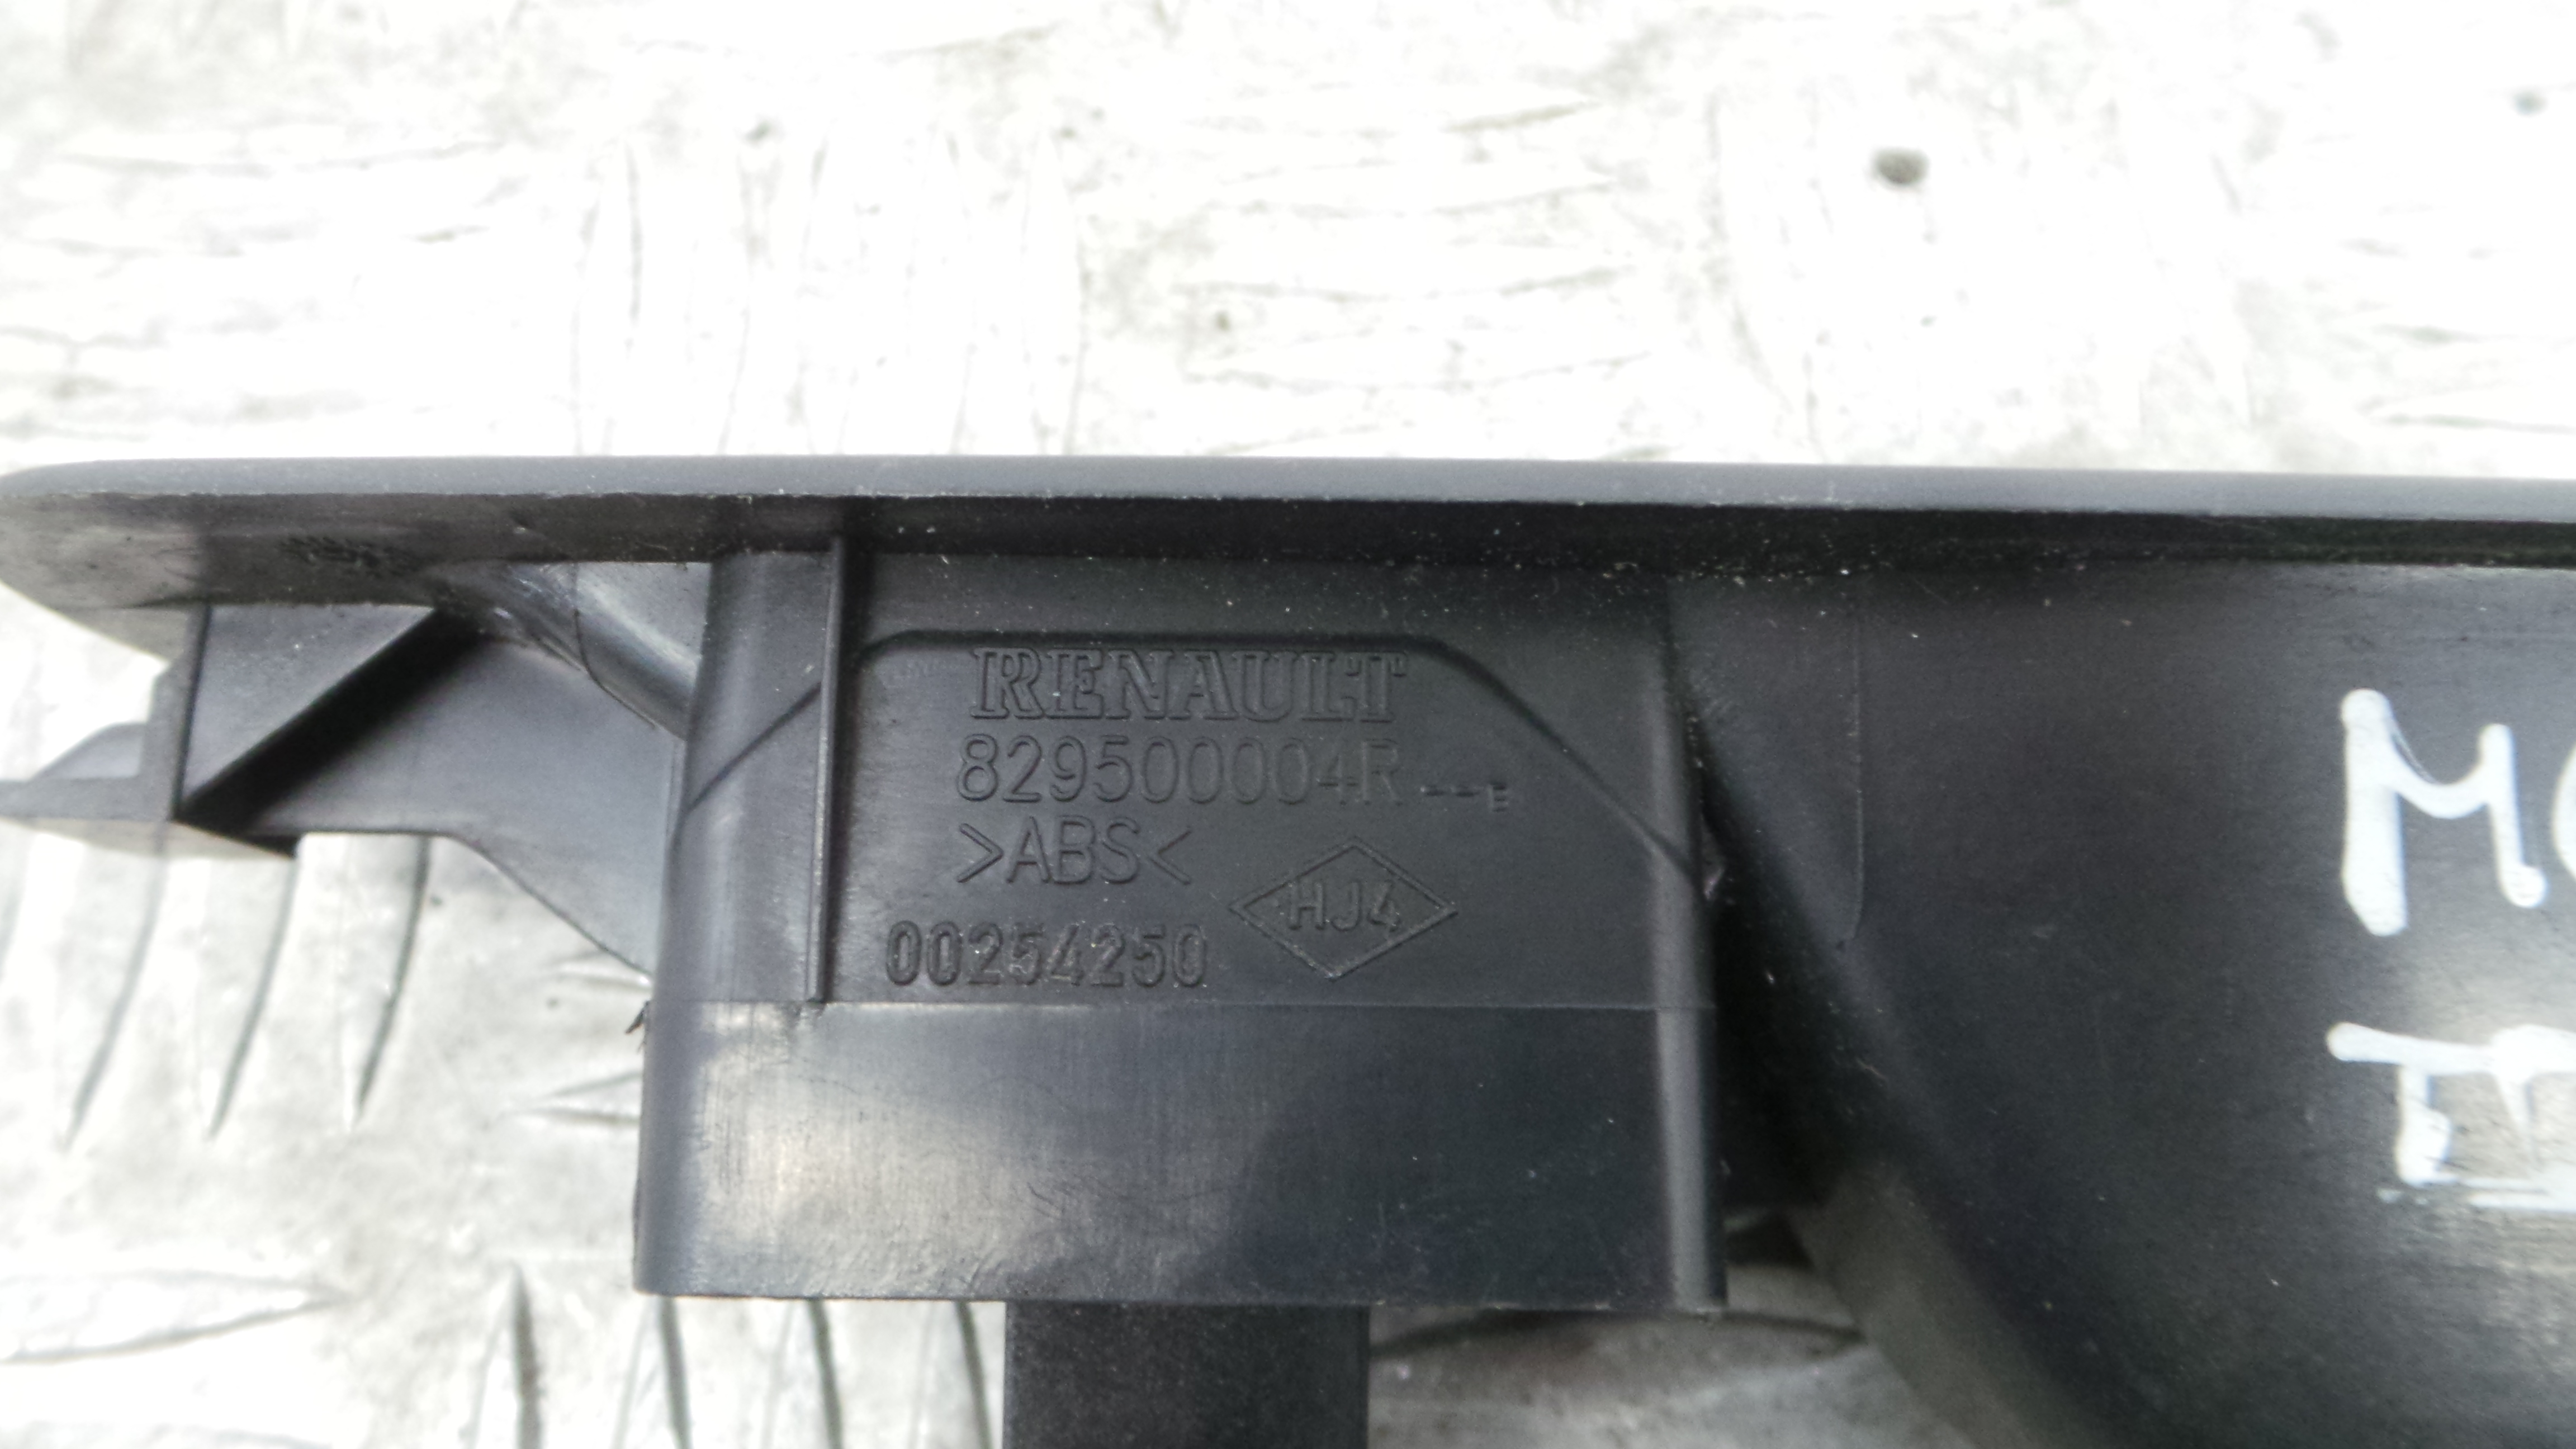 RENAULT
829500004R---E
>ABS<
HJ4
00254250